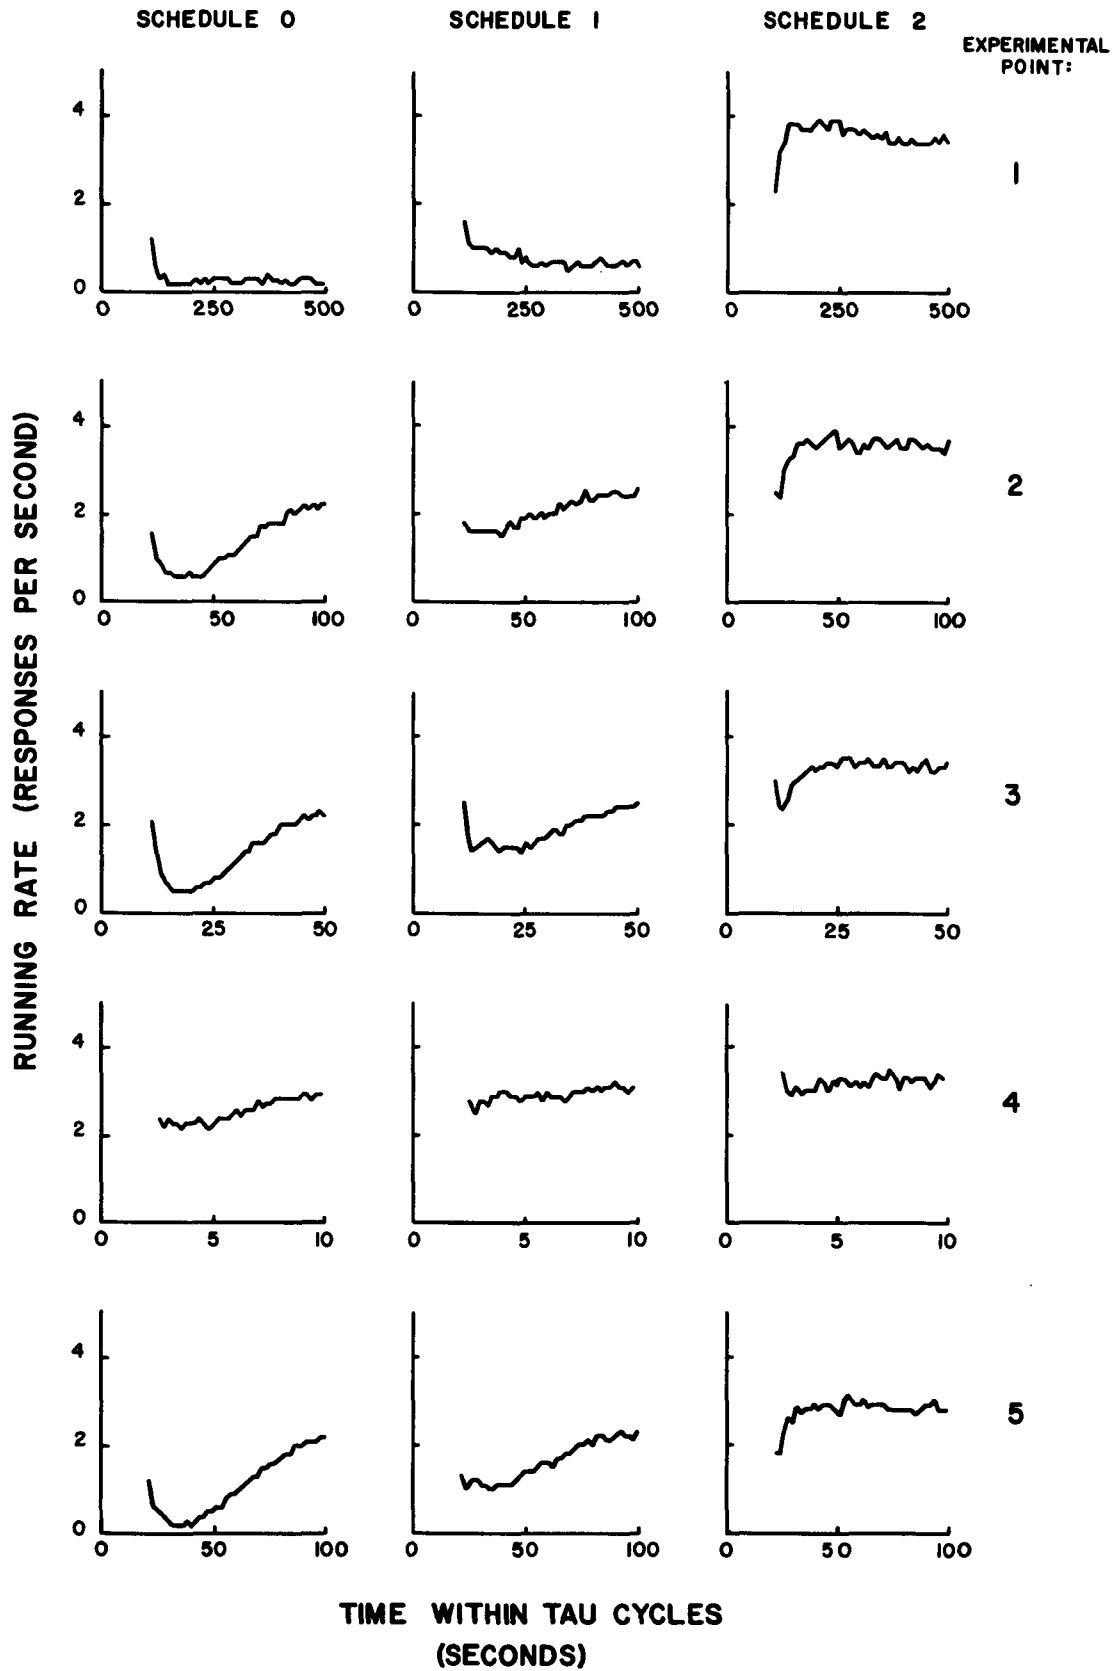 SCHEDULE 0 SCHEDULE 1 SCHEDULE 2
EXPERIMENTAL
POINT:
RUNNING RATE (RESPONSES PER SECOND)
4
2
0
0 250 500 0 250 500 0 250 500
1
4
2
0
0 50 100 0 50 100 0 50 100
2
4
2
0
0 25 50 0 25 50 0 25 50
3
4
2
0
0 5 10 0 5 10 0 5 10
4
4
2
0
0 50 100 0 50 100 0 50 100
5
TIME WITHIN TAU CYCLES
(SECONDS)